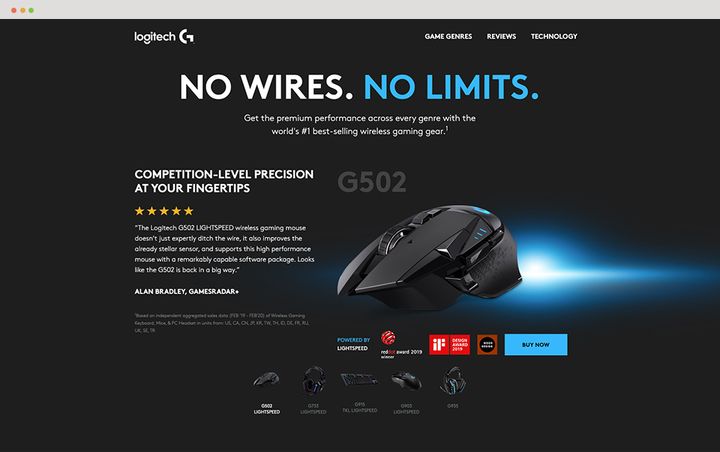 logitech G
GAME GENRES REVIEWS TECHNOLOGY
NO WIRES. NO LIMITS.
Get the premium performance across every genre with the
world's #1 best-selling wireless gaming gear.¹
COMPETITION-LEVEL PRECISION
AT YOUR FINGERTIPS
G502
"The Logitech G502 LIGHTSPEED wireless gaming mouse
doesn't just expertly ditch the wire, it also improves the
already stellar sensor, and supports this high performance
mouse with a remarkably capable software package. Looks
like the G502 is back in a big way."
ALAN BRADLEY, GAMESRADAR+
¹Based on independent aggregated sales data (FEB '19 - FEB'20) of Wireless Gaming
Keyboard, Mice, & PC Headset in units from: US, CA, CN, JP, KR, TW, TH, ID, DE, FR, RU,
UK, SE, TR
POWERED BY
LIGHTSPEED
reddot award 2019
winner
iF
DESIGN
AWARD
2019
GOOD
DESIGN
BUY NOW
G502
LIGHTSPEED
G733
LIGHTSPEED
G915
TKL LIGHTSPEED
G903
LIGHTSPEED
G935